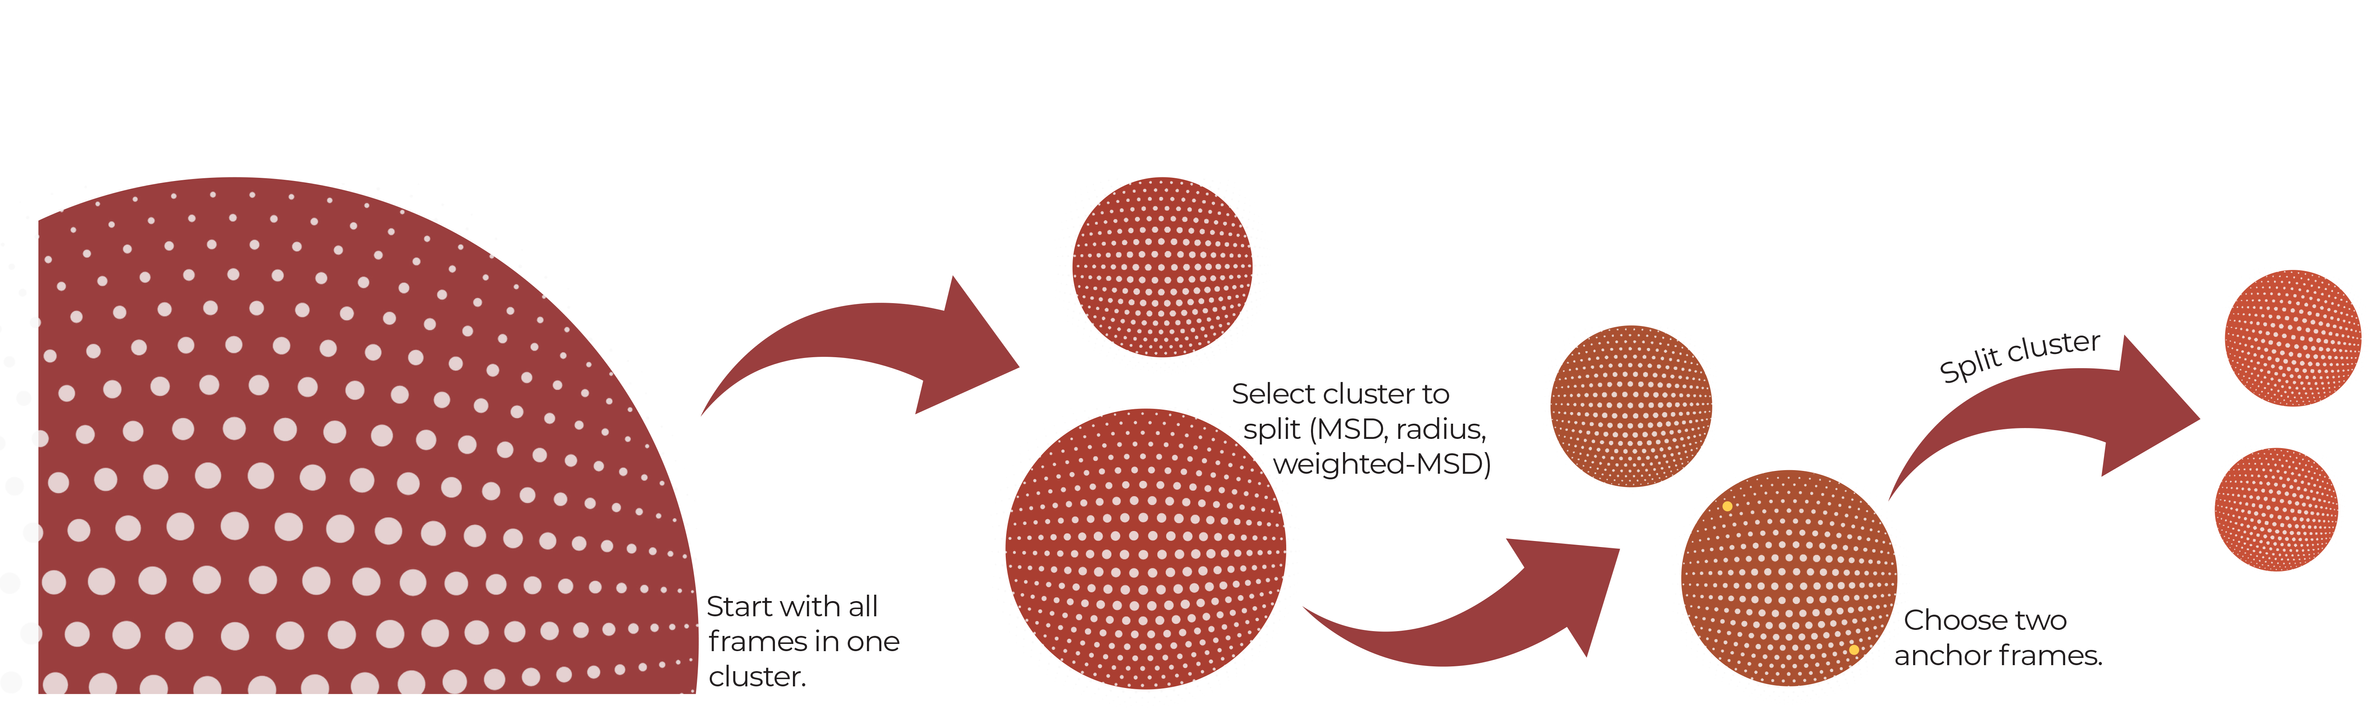 Start with all
frames in one
cluster.
Select cluster to
split (MSD, radius,
weighted-MSD)
Choose two
anchor frames.
Split cluster